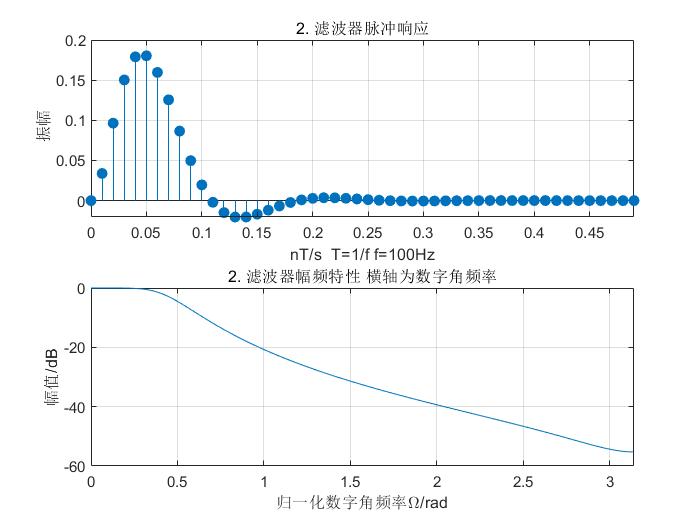 2. 滤波器脉冲响应
0.2
0.15
0.1
0.05
0
振幅
0 0.05 0.1 0.15 0.2 0.25 0.3 0.35 0.4 0.45
nT/s T=1/f f=100Hz
2. 滤波器幅频特性 横轴为数字角频率
0
-20
-40
-60
幅值/dB
0 0.5 1 1.5 2 2.5 3
归一化数字角频率Ω/rad